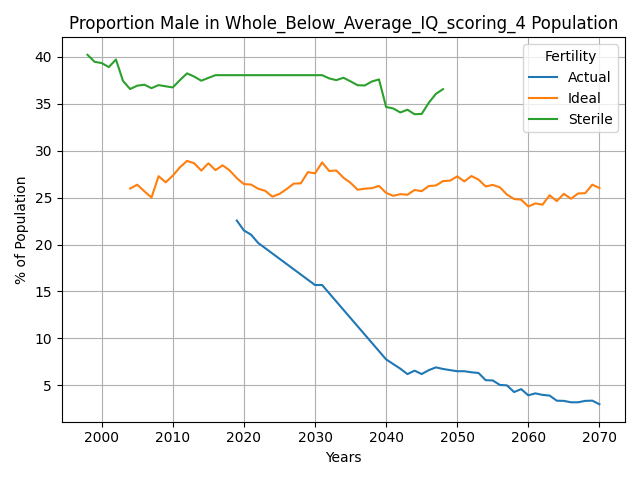 Proportion Male in Whole_Below_Average_IQ_scoring_4 Population
Fertility
Actual
Ideal
Sterile
% of Population
40
35
30
25
20
15
10
5
2000 2010 2020 2030 2040 2050 2060 2070
Years